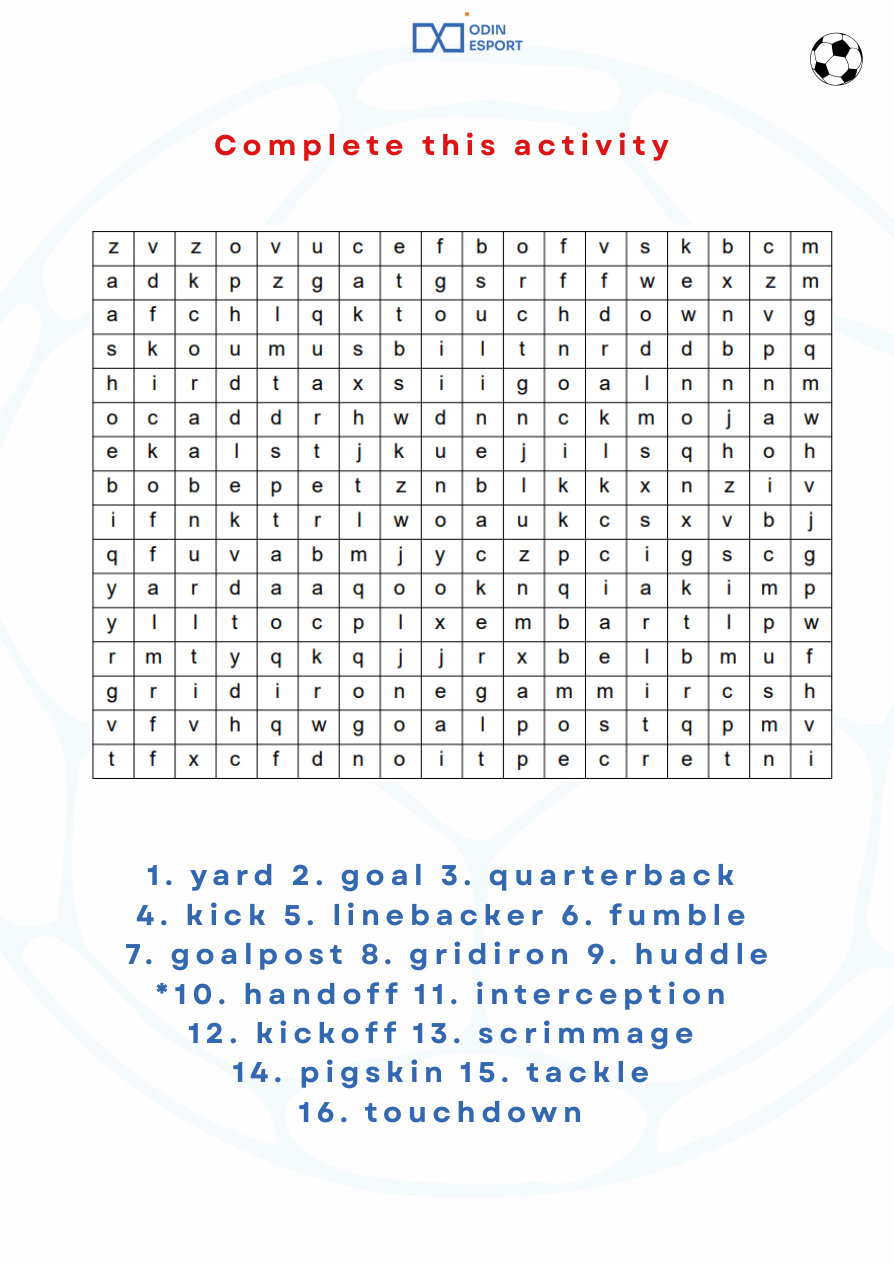 ODIN
ESPORT
Complete this activity
z v z o v u c e f b o f v s k b c m
a d k p z g a t g s r f f w e x z m
a f c h l q k t o u c h d o w n v g
s k o u m u s b i l t n r d d b p q
h i r d t a x s i i g o a l n n n m
o c a d d r h w d n n c k m o j a w
e k a l s t j k u e j i l s q h o h
b o b e p e t z n b l k k x n z i v
i f n k t r l w o a u k c s x v b j
q f u v a b m j y c z p c i g s c g
y a r d a a q o o k n q i a k i m p
y l l t o c p l x e m b a r t l p w
r m t y q k q j j r x b e l b m u f
g r i d i r o n e g a m m i r c s h
v f v h q w g o a l p o s t q p m v
t f x c f d n o i t p e c r e t n i
1. yard 2. goal 3. quarterback
4. kick 5. linebacker 6. fumble
7. goalpost 8. gridiron 9. huddle
*10. handoff 11. interception
12. kickoff 13. scrimmage
14. pigskin 15. tackle
16. touchdown